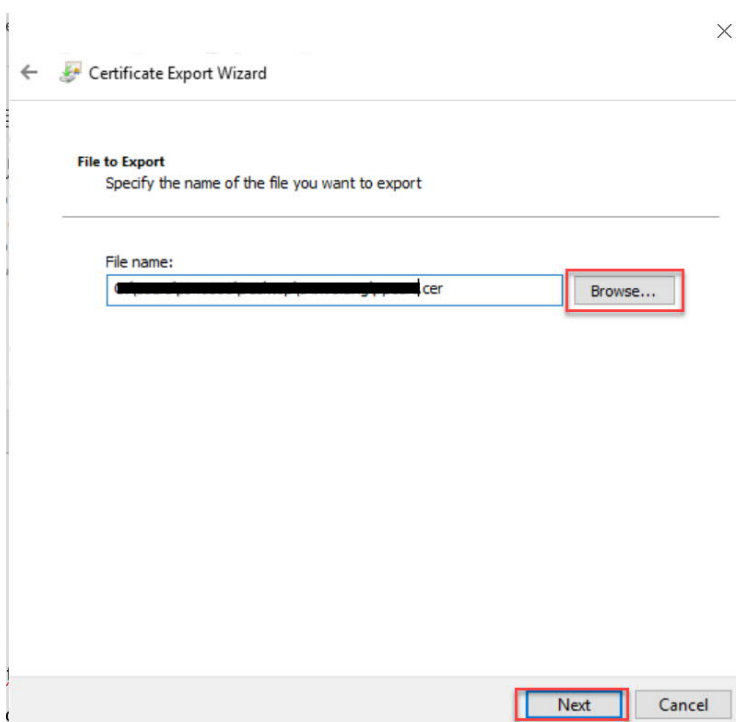 Certificate Export Wizard
File to Export
Specify the name of the file you want to export
File name:
.cer
Browse...
Next
Cancel